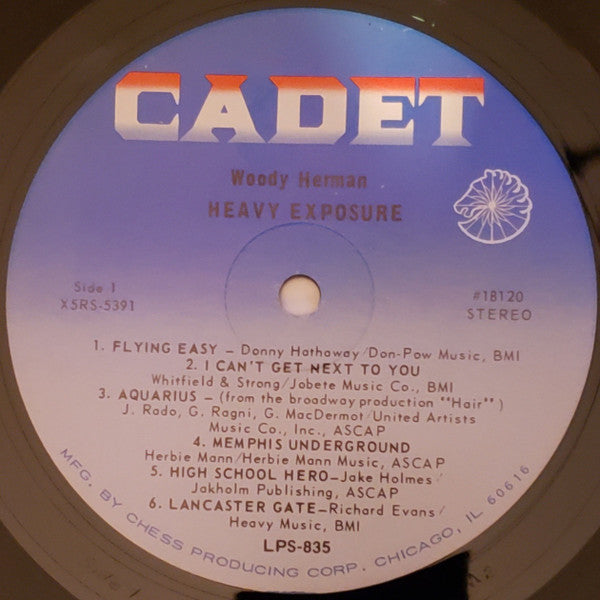 CADET
Woody Herman
HEAVY EXPOSURE
Side 1
X5RS-5391
#18120
STEREO
1. FLYING EASY – Donny Hathaway/Don-Pow Music, BMI
2. I CAN'T GET NEXT TO YOU
Whitfield & Strong/Jobete Music Co., BMI
3. AQUARIUS – (from the broadway production ""Hair"")
J. Rado, G. Ragni, G. MacDermot/United Artists
Music Co., Inc., ASCAP
4. MEMPHIS UNDERGROUND
Herbie Mann/Herbie Mann Music, ASCAP
5. HIGH SCHOOL HERO–Jake Holmes/
Jakholm Publishing, ASCAP
6. LANCASTER GATE–Richard Evans/
Heavy Music, BMI
LPS-835
MFG. BY CHESS PRODUCING CORP. CHICAGO, IL 60616